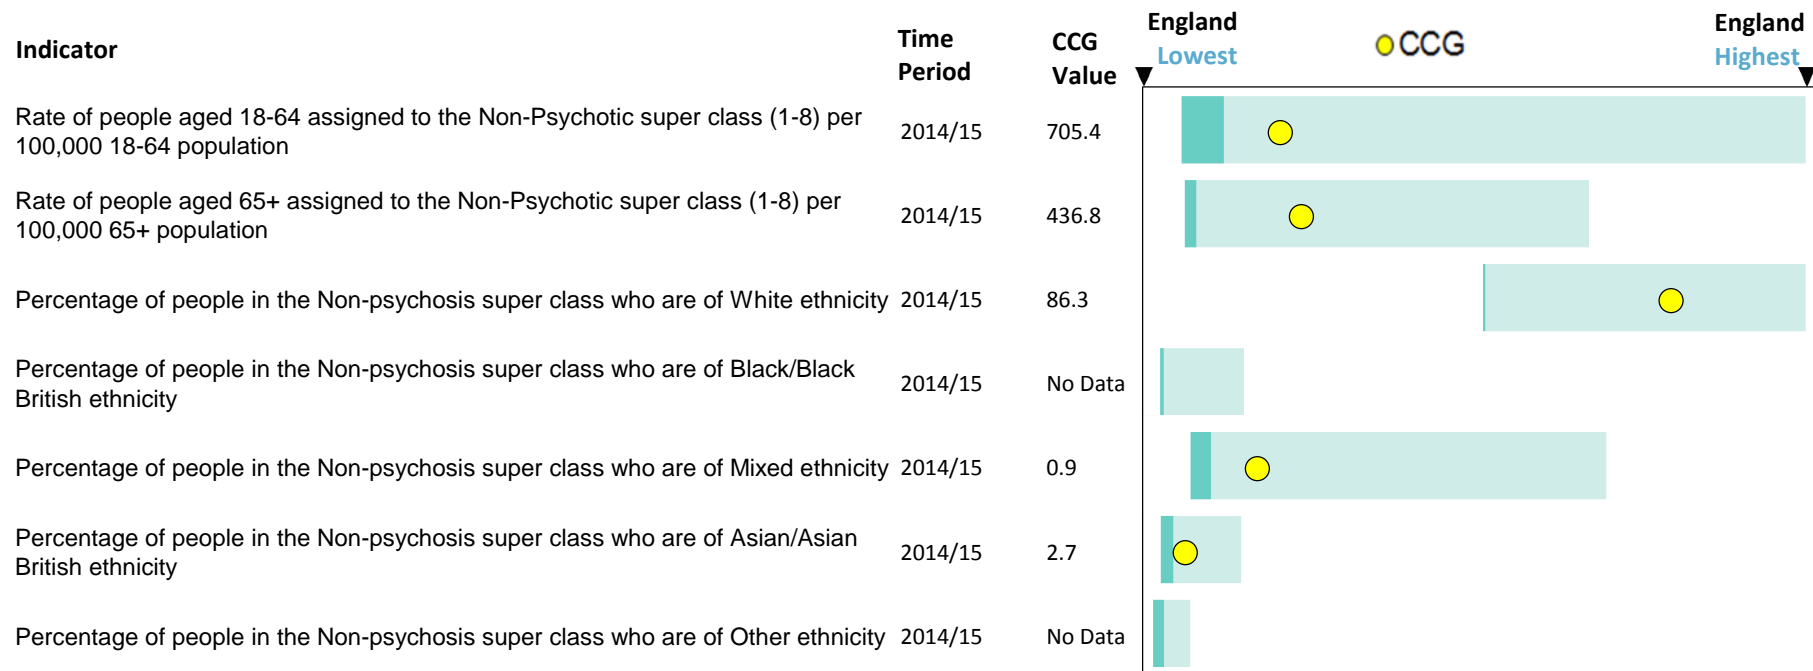 Indicator
Time
Period
CCG
Value
England
Lowest
CCG
England
Highest
Rate of people aged 18-64 assigned to the Non-Psychotic super class (1-8) per
100,000 18-64 population
2014/15
705.4
Rate of people aged 65+ assigned to the Non-Psychotic super class (1-8) per
100,000 65+ population
2014/15
436.8
Percentage of people in the Non-psychosis super class who are of White ethnicity
2014/15
86.3
Percentage of people in the Non-psychosis super class who are of Black/Black
British ethnicity
2014/15
No Data
Percentage of people in the Non-psychosis super class who are of Mixed ethnicity
2014/15
0.9
Percentage of people in the Non-psychosis super class who are of Asian/Asian
British ethnicity
2014/15
2.7
Percentage of people in the Non-psychosis super class who are of Other ethnicity
2014/15
No Data